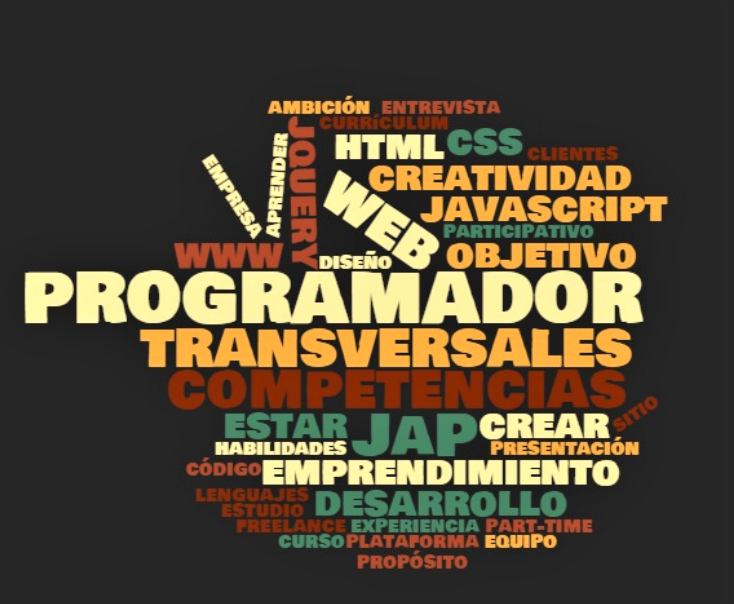 AMBICIÓN ENTREVISTA
CURRÍCULUM
HTML CSS CLIENTES
EMPRESA APRENDER JQUERY CREATIVIDAD
WEB JAVASCRIPT
PARTICIPATIVO
WWW DISEÑO OBJETIVO
PROGRAMADOR
TRANSVERSALES
COMPETENCIAS
ESTAR JAP CREAR SITIO
HABILIDADES PRESENTACIÓN
CÓDIGO EMPRENDIMIENTO
LENGUAJES DESARROLLO
ESTUDIO
FREELANCE EXPERIENCIA PART-TIME
CURSO PLATAFORMA EQUIPO
PROPÓSITO